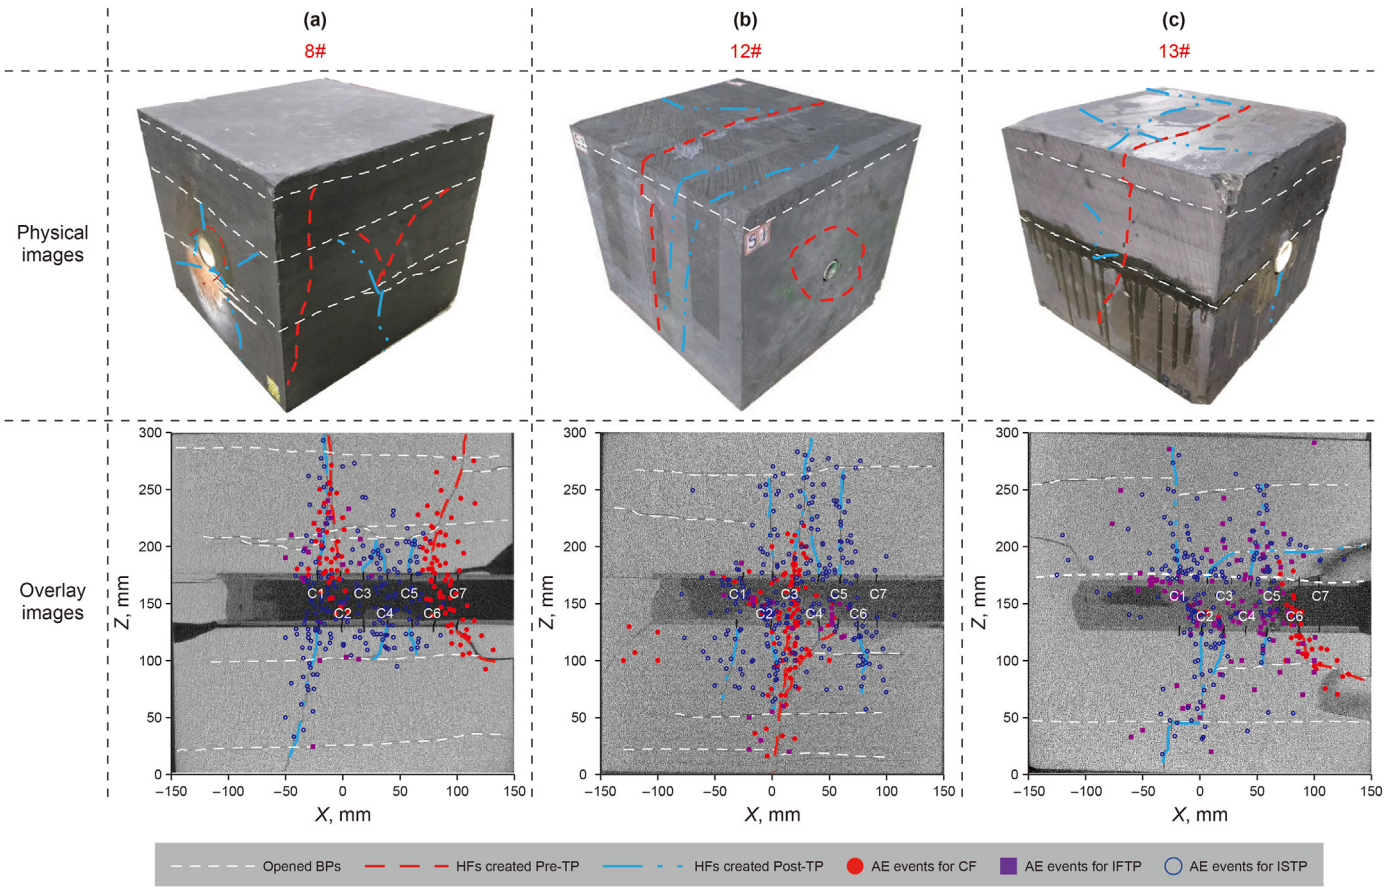 (a) (b) (c)
8# 12# 13#
Physical
images
S1
Overlay
images
300 300 300
250 250 250
200 200 200
150 150 150
100 100 100
50 50 50
0 0 0
Z, mm Z, mm Z, mm
C1 C3 C5 C7 C1 C3 C5 C7 C1 C3 C5 C7
C2 C4 C6 C2 C4 C6 C2 C4 C6
−150 −100 −50 0 50 100 150 −150 −100 −50 0 50 100 150 −150 −100 −50 0 50 100 150
X, mm X, mm X, mm
Opened BPs HFs created Pre-TP HFs created Post-TP AE events for CF AE events for IFTP AE events for ISTP